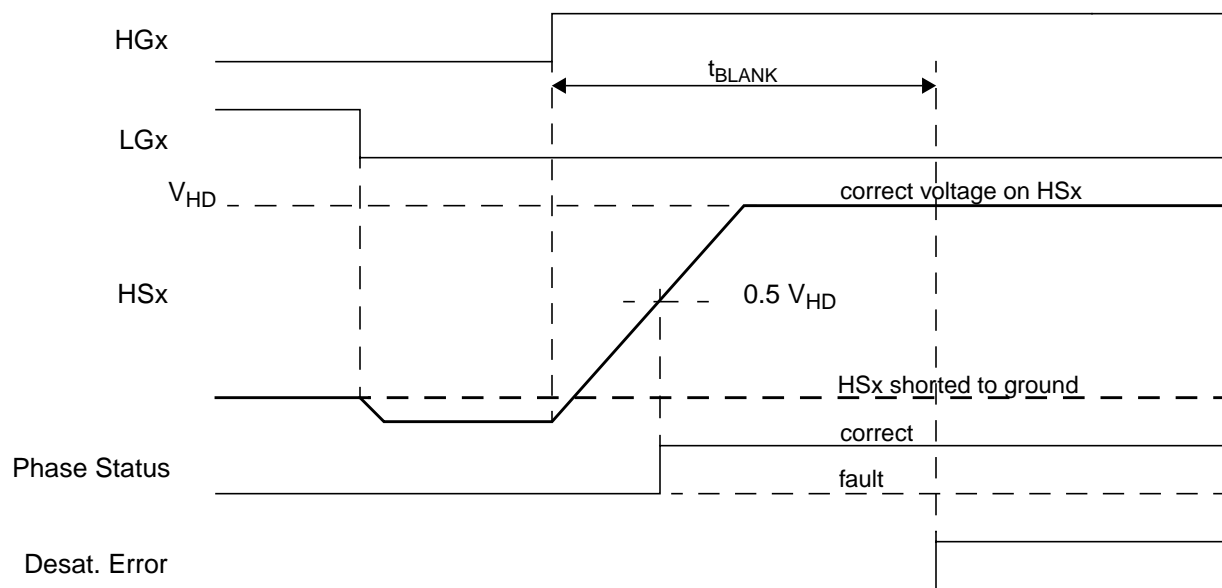 HGx
tBLANK
LGx
VHD
correct voltage on HSx
HSx
0.5 VHD
HSx shorted to ground
correct
Phase Status
fault
Desat. Error